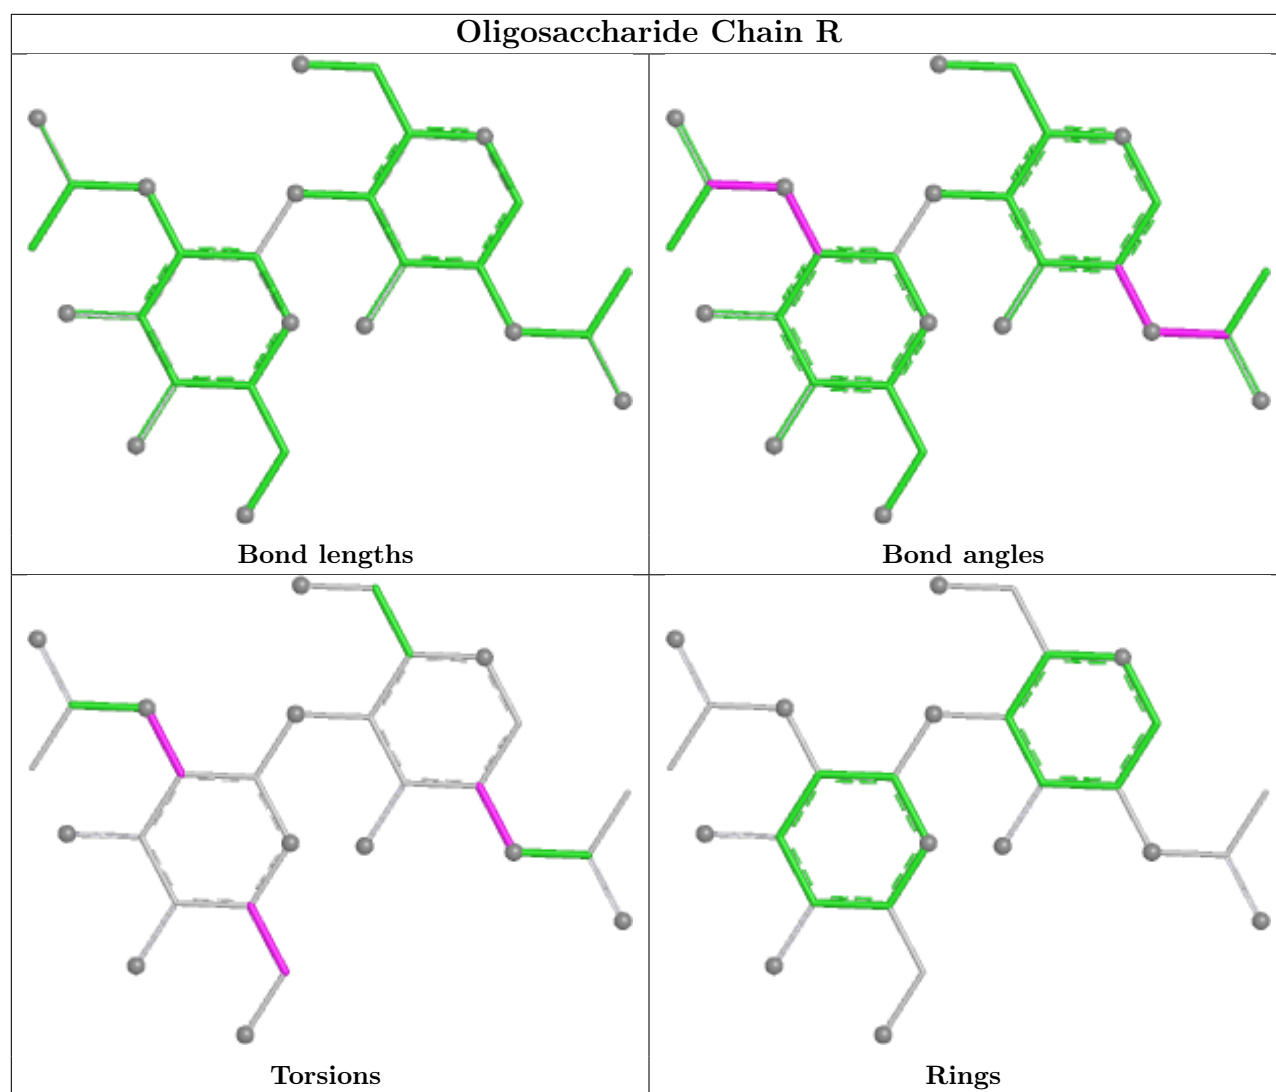 Oligosaccharide Chain R
Bond lengths
Bond angles
Torsions
Rings